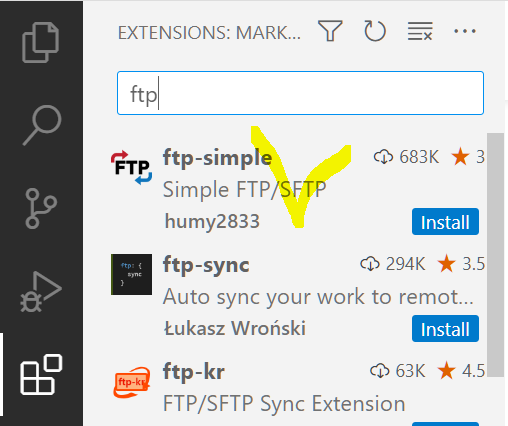 EXTENSIONS: MARK...
ftp
FTP
ftp-simple 683K 3
Simple FTP/SFTP
humy2833 Install
ftp: {
sync
}
ftp-sync 294K 3.5
Auto sync your work to remot...
Łukasz Wroński Install
ftp-kr
ftp-kr 63K 4.5
FTP/SFTP Sync Extension